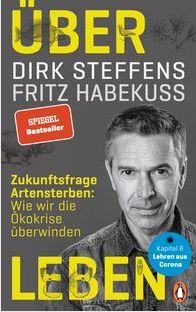 ÜBER
DIRK STEFFENS
FRITZ HABEKUSS
SPIEGEL
Bestseller
Zukunftsfrage
Artensterben:
Wie wir die
Ökokrise
überwinden
Kapitel 8
Lehren aus
Corona
LEBEN